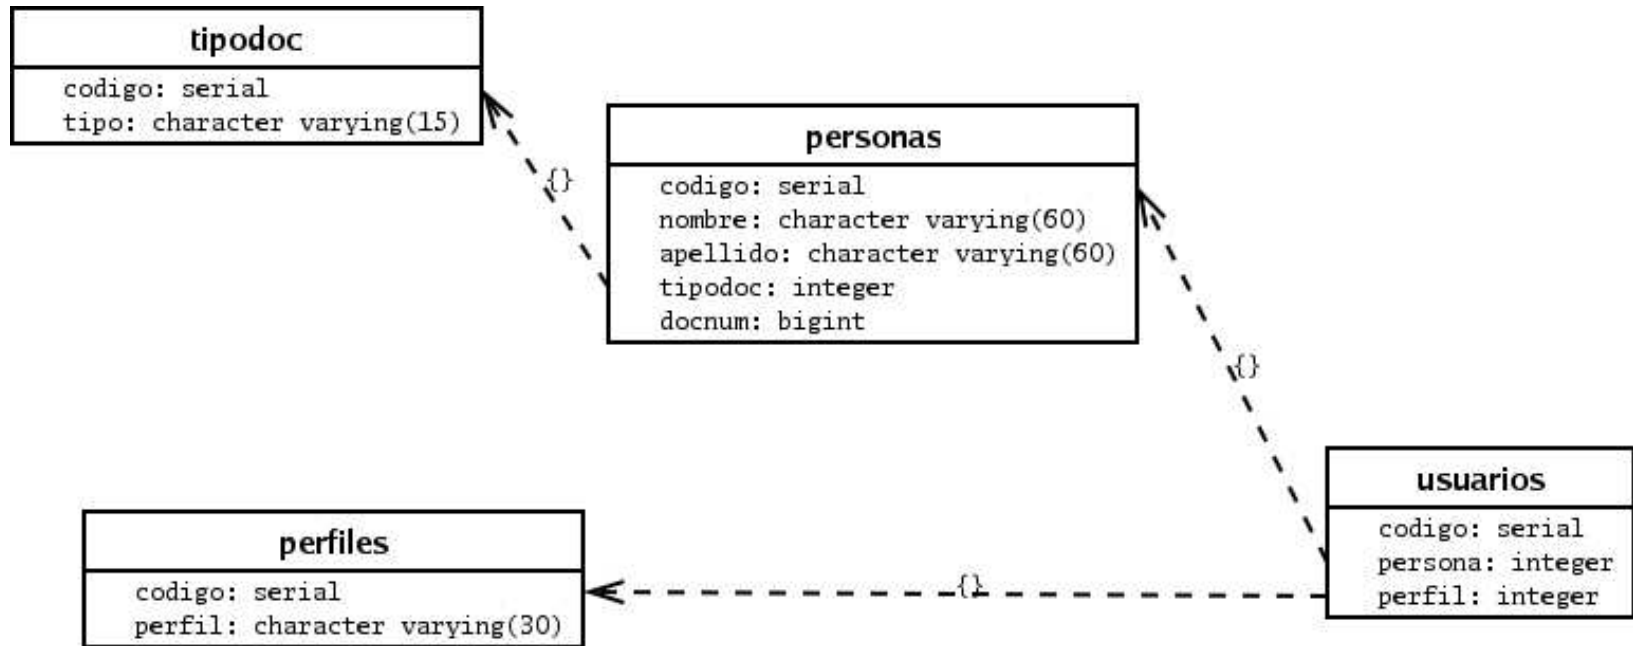 tipodoc
codigo: serial
tipo: character varying(15)
personas
codigo: serial
nombre: character varying(60)
apellido: character varying(60)
tipodoc: integer
docnum: bigint
{}
{}
usuarios
codigo: serial
persona: integer
perfil: integer
perfiles
codigo: serial
perfil: character varying(30)
{}